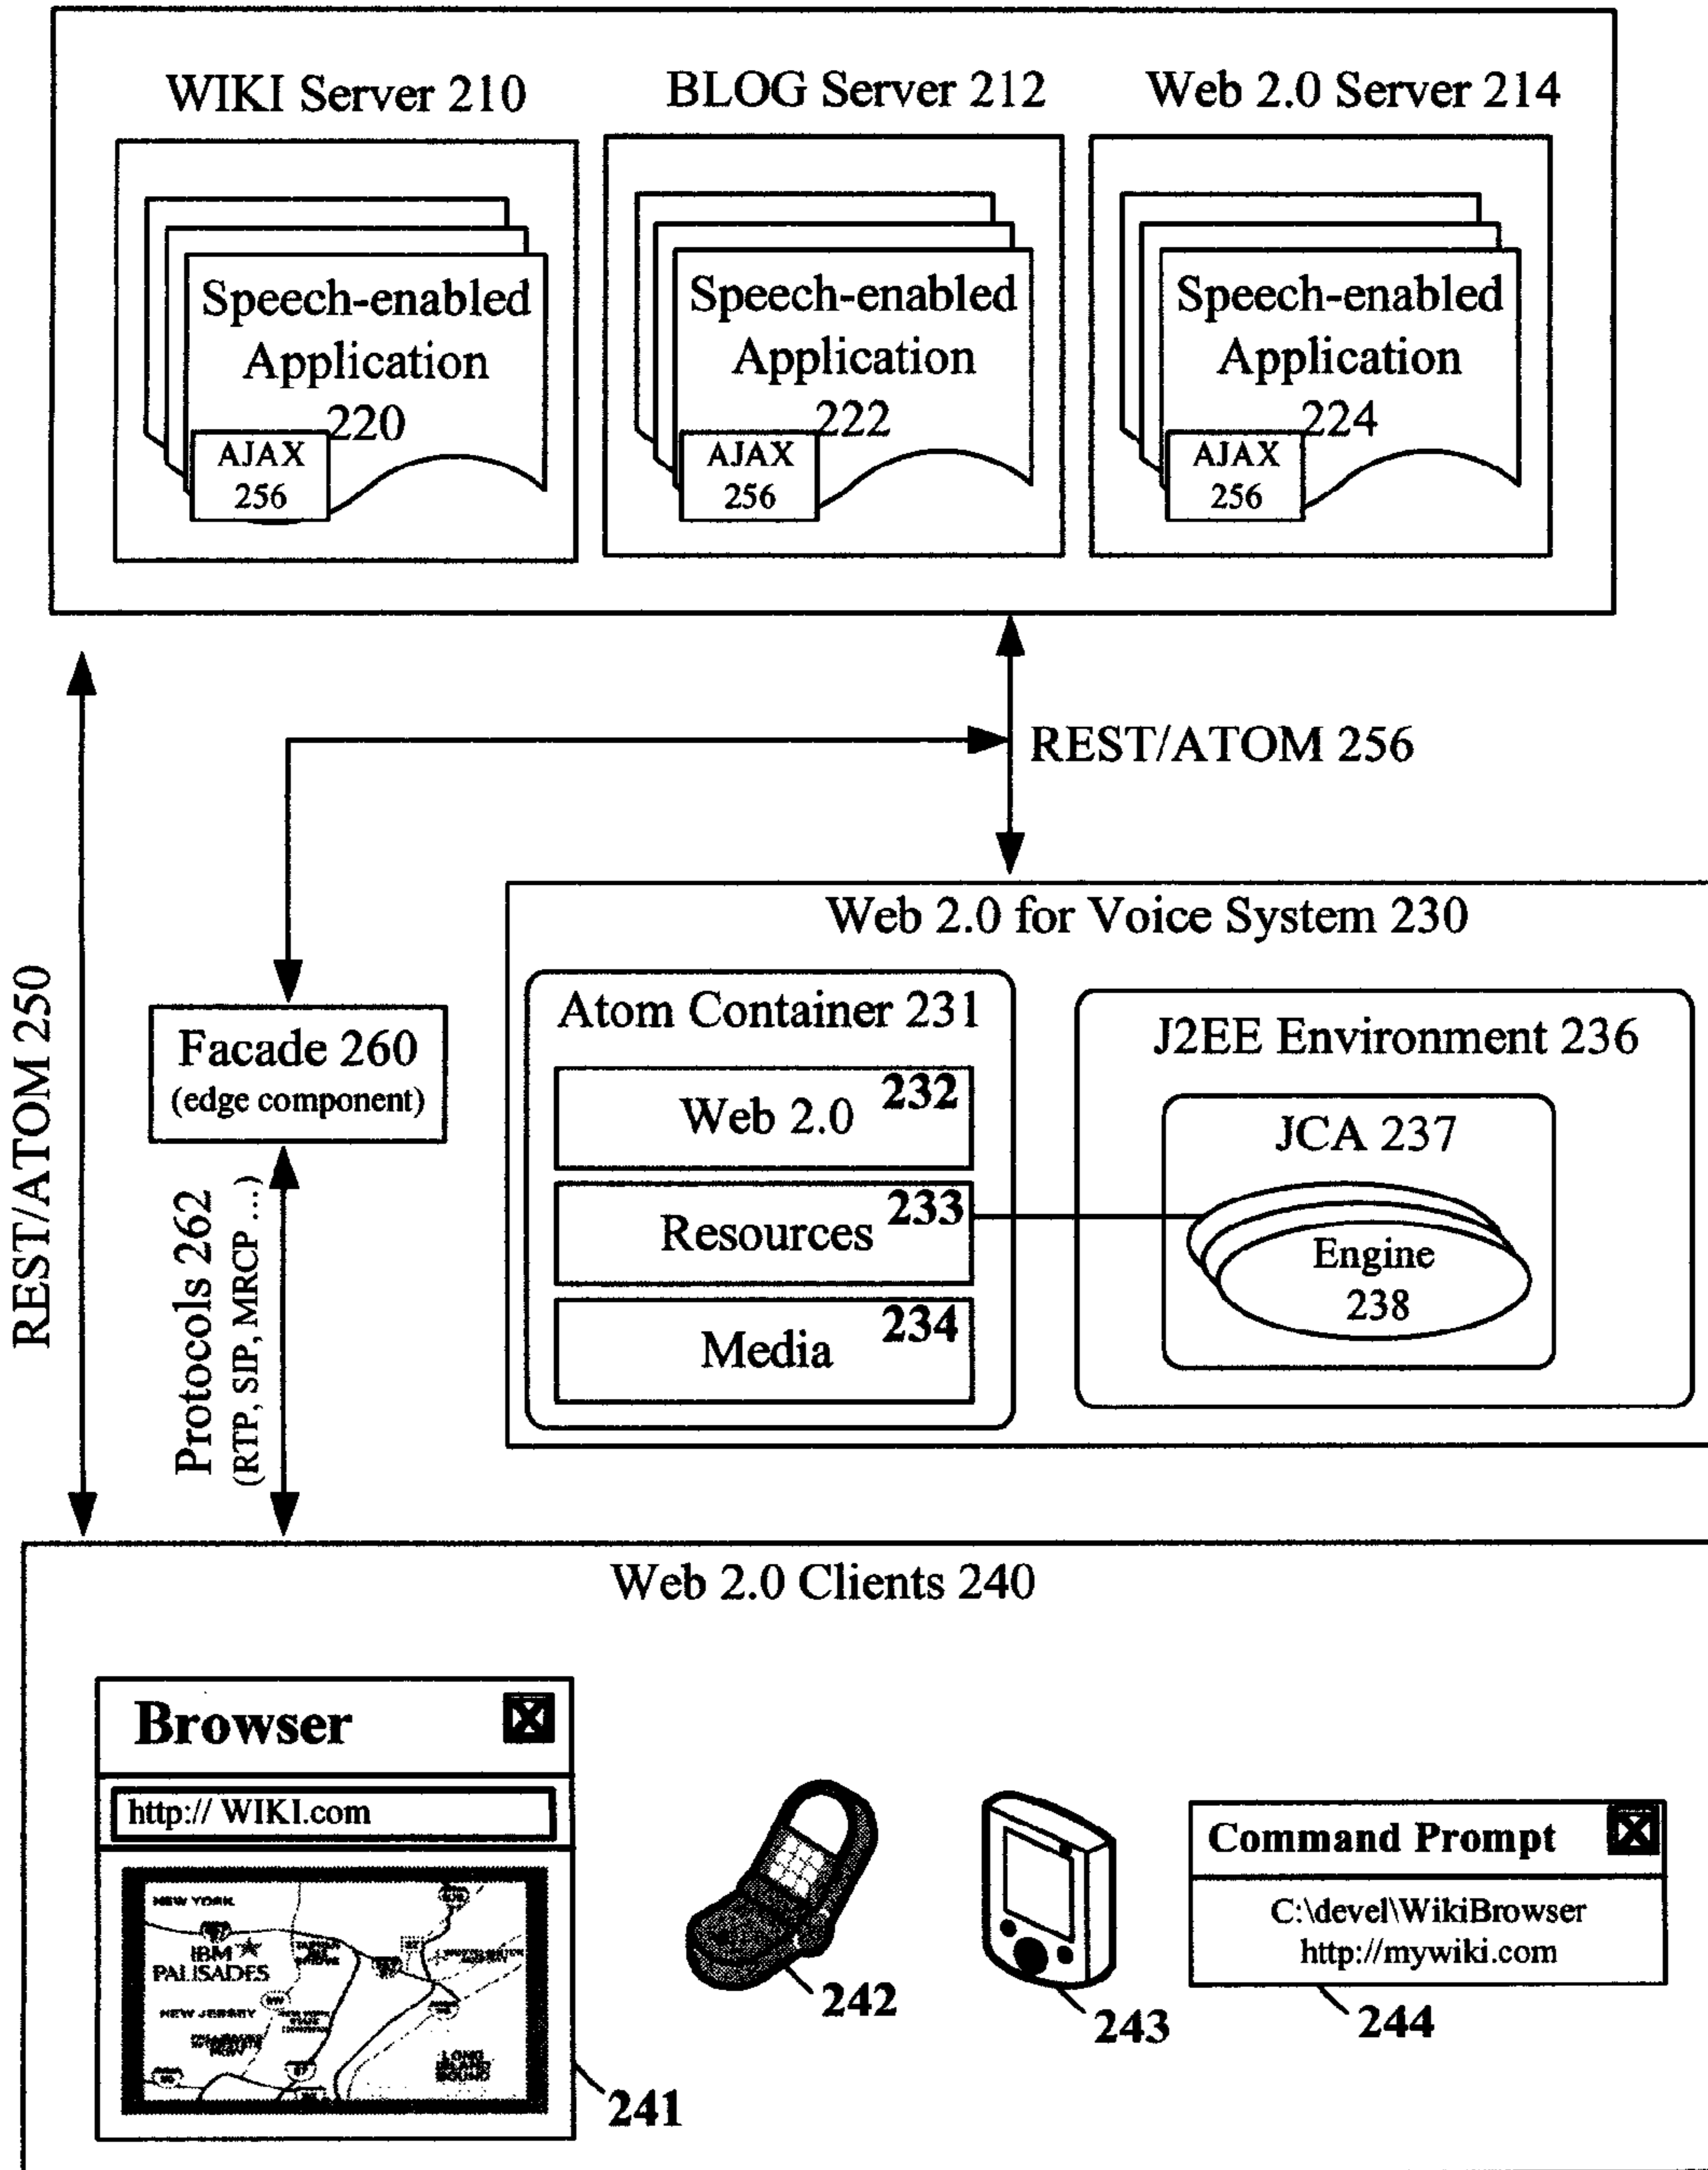 WIKI Server 210
BLOG Server 212
Web 2.0 Server 214
Speech-enabled
Application
220
AJAX
256
Speech-enabled
Application
222
AJAX
256
Speech-enabled
Application
224
AJAX
256
REST/ATOM 256
REST/ATOM 250
Facade 260
(edge component)
Protocols 262
(RTP, SIP, MRCP ...)
Web 2.0 for Voice System 230
Atom Container 231
Web 2.0
232
Resources
233
Media
234
J2EE Environment 236
JCA 237
Engine
238
Web 2.0 Clients 240
Browser
http:// WIKI.com
NEW YORK
IBM
PALISADES
NEW JERSEY
LONG
ISLAND
SOUND
241
242
243
Command Prompt
C:\devel\WikiBrowser
http://mywiki.com
244